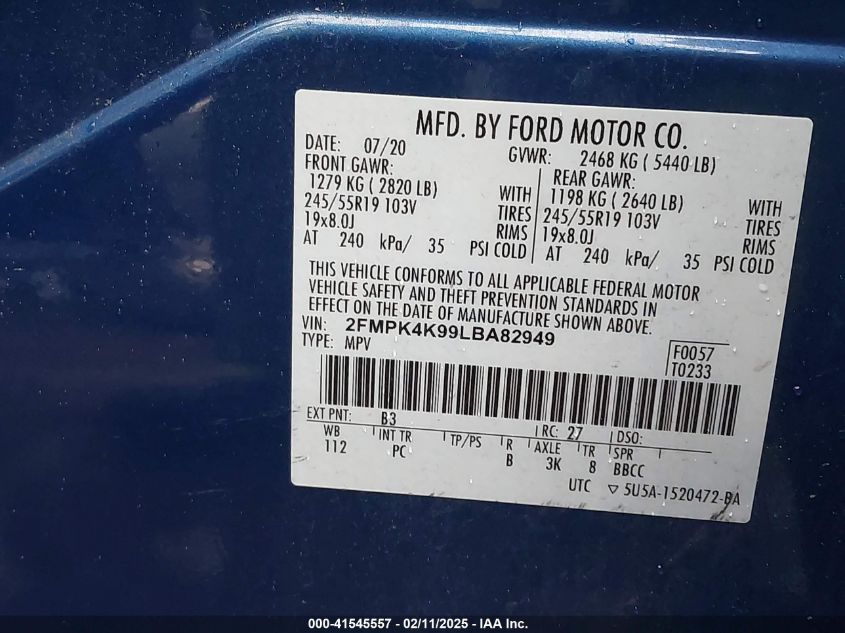 MFD. BY FORD MOTOR CO.
DATE: 07/20 GVWR: 2468 KG ( 5440 LB)
FRONT GAWR: REAR GAWR:
1279 KG ( 2820 LB) WITH 1198 KG ( 2640 LB) WITH
245/55R19 103V TIRES 245/55R19 103V TIRES
19x8.0J RIMS 19x8.0J RIMS
AT 240 kPa/ 35 PSI COLD AT 240 kPa/ 35 PSI COLD
THIS VEHICLE CONFORMS TO ALL APPLICABLE FEDERAL MOTOR
VEHICLE SAFETY AND THEFT PREVENTION STANDARDS IN
EFFECT ON THE DATE OF MANUFACTURE SHOWN ABOVE.
VIN: 2FMPK4K99LBA82949
TYPE: MPV
F0057
T0233
EXT PNT: B3 RC: 27 DSO:
WB INT TR TP/PS R AXLE TR SPR
112 PC B 3K 8 BBCC
UTC ▽ 5U5A-1520472-BA
000-41545557 - 02/11/2025 - IAA Inc.